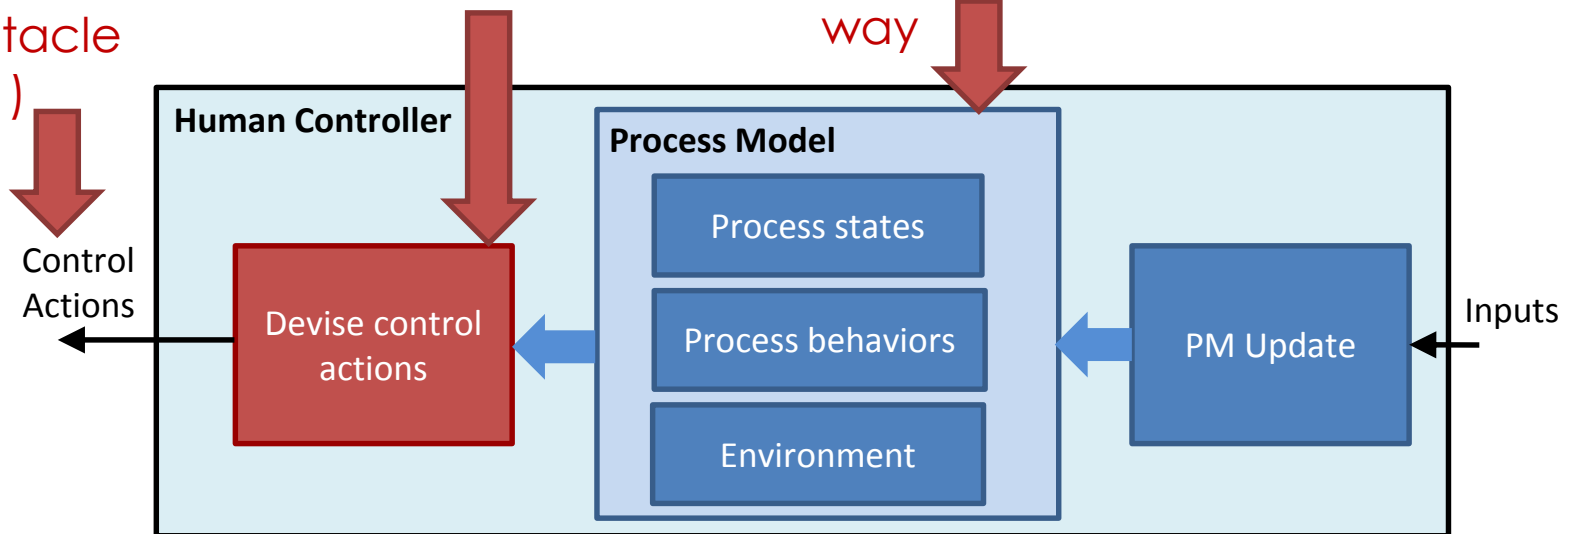 tacle
)
way
Human Controller
Process Model
Process states
Control
Actions
Devise control
actions
Process behaviors
PM Update
Inputs
Environment